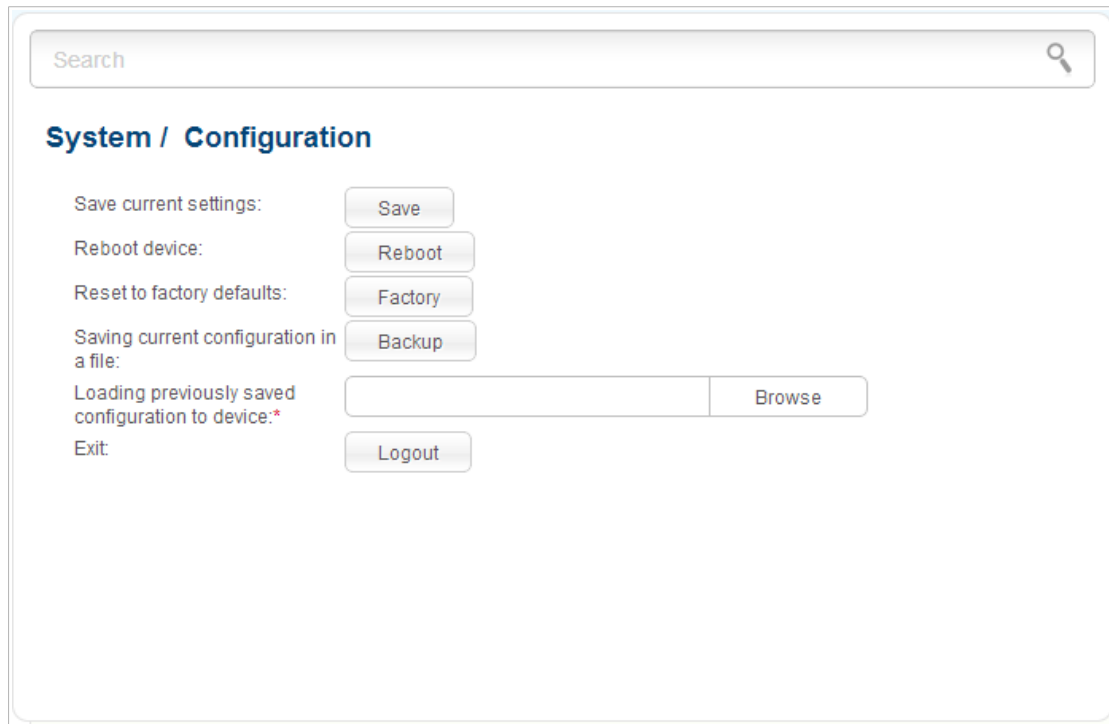 Search
System / Configuration
Save current settings: Save
Reboot device: Reboot
Reset to factory defaults: Factory
Saving current configuration in
a file: Backup
Loading previously saved
configuration to device:* Browse
Exit: Logout